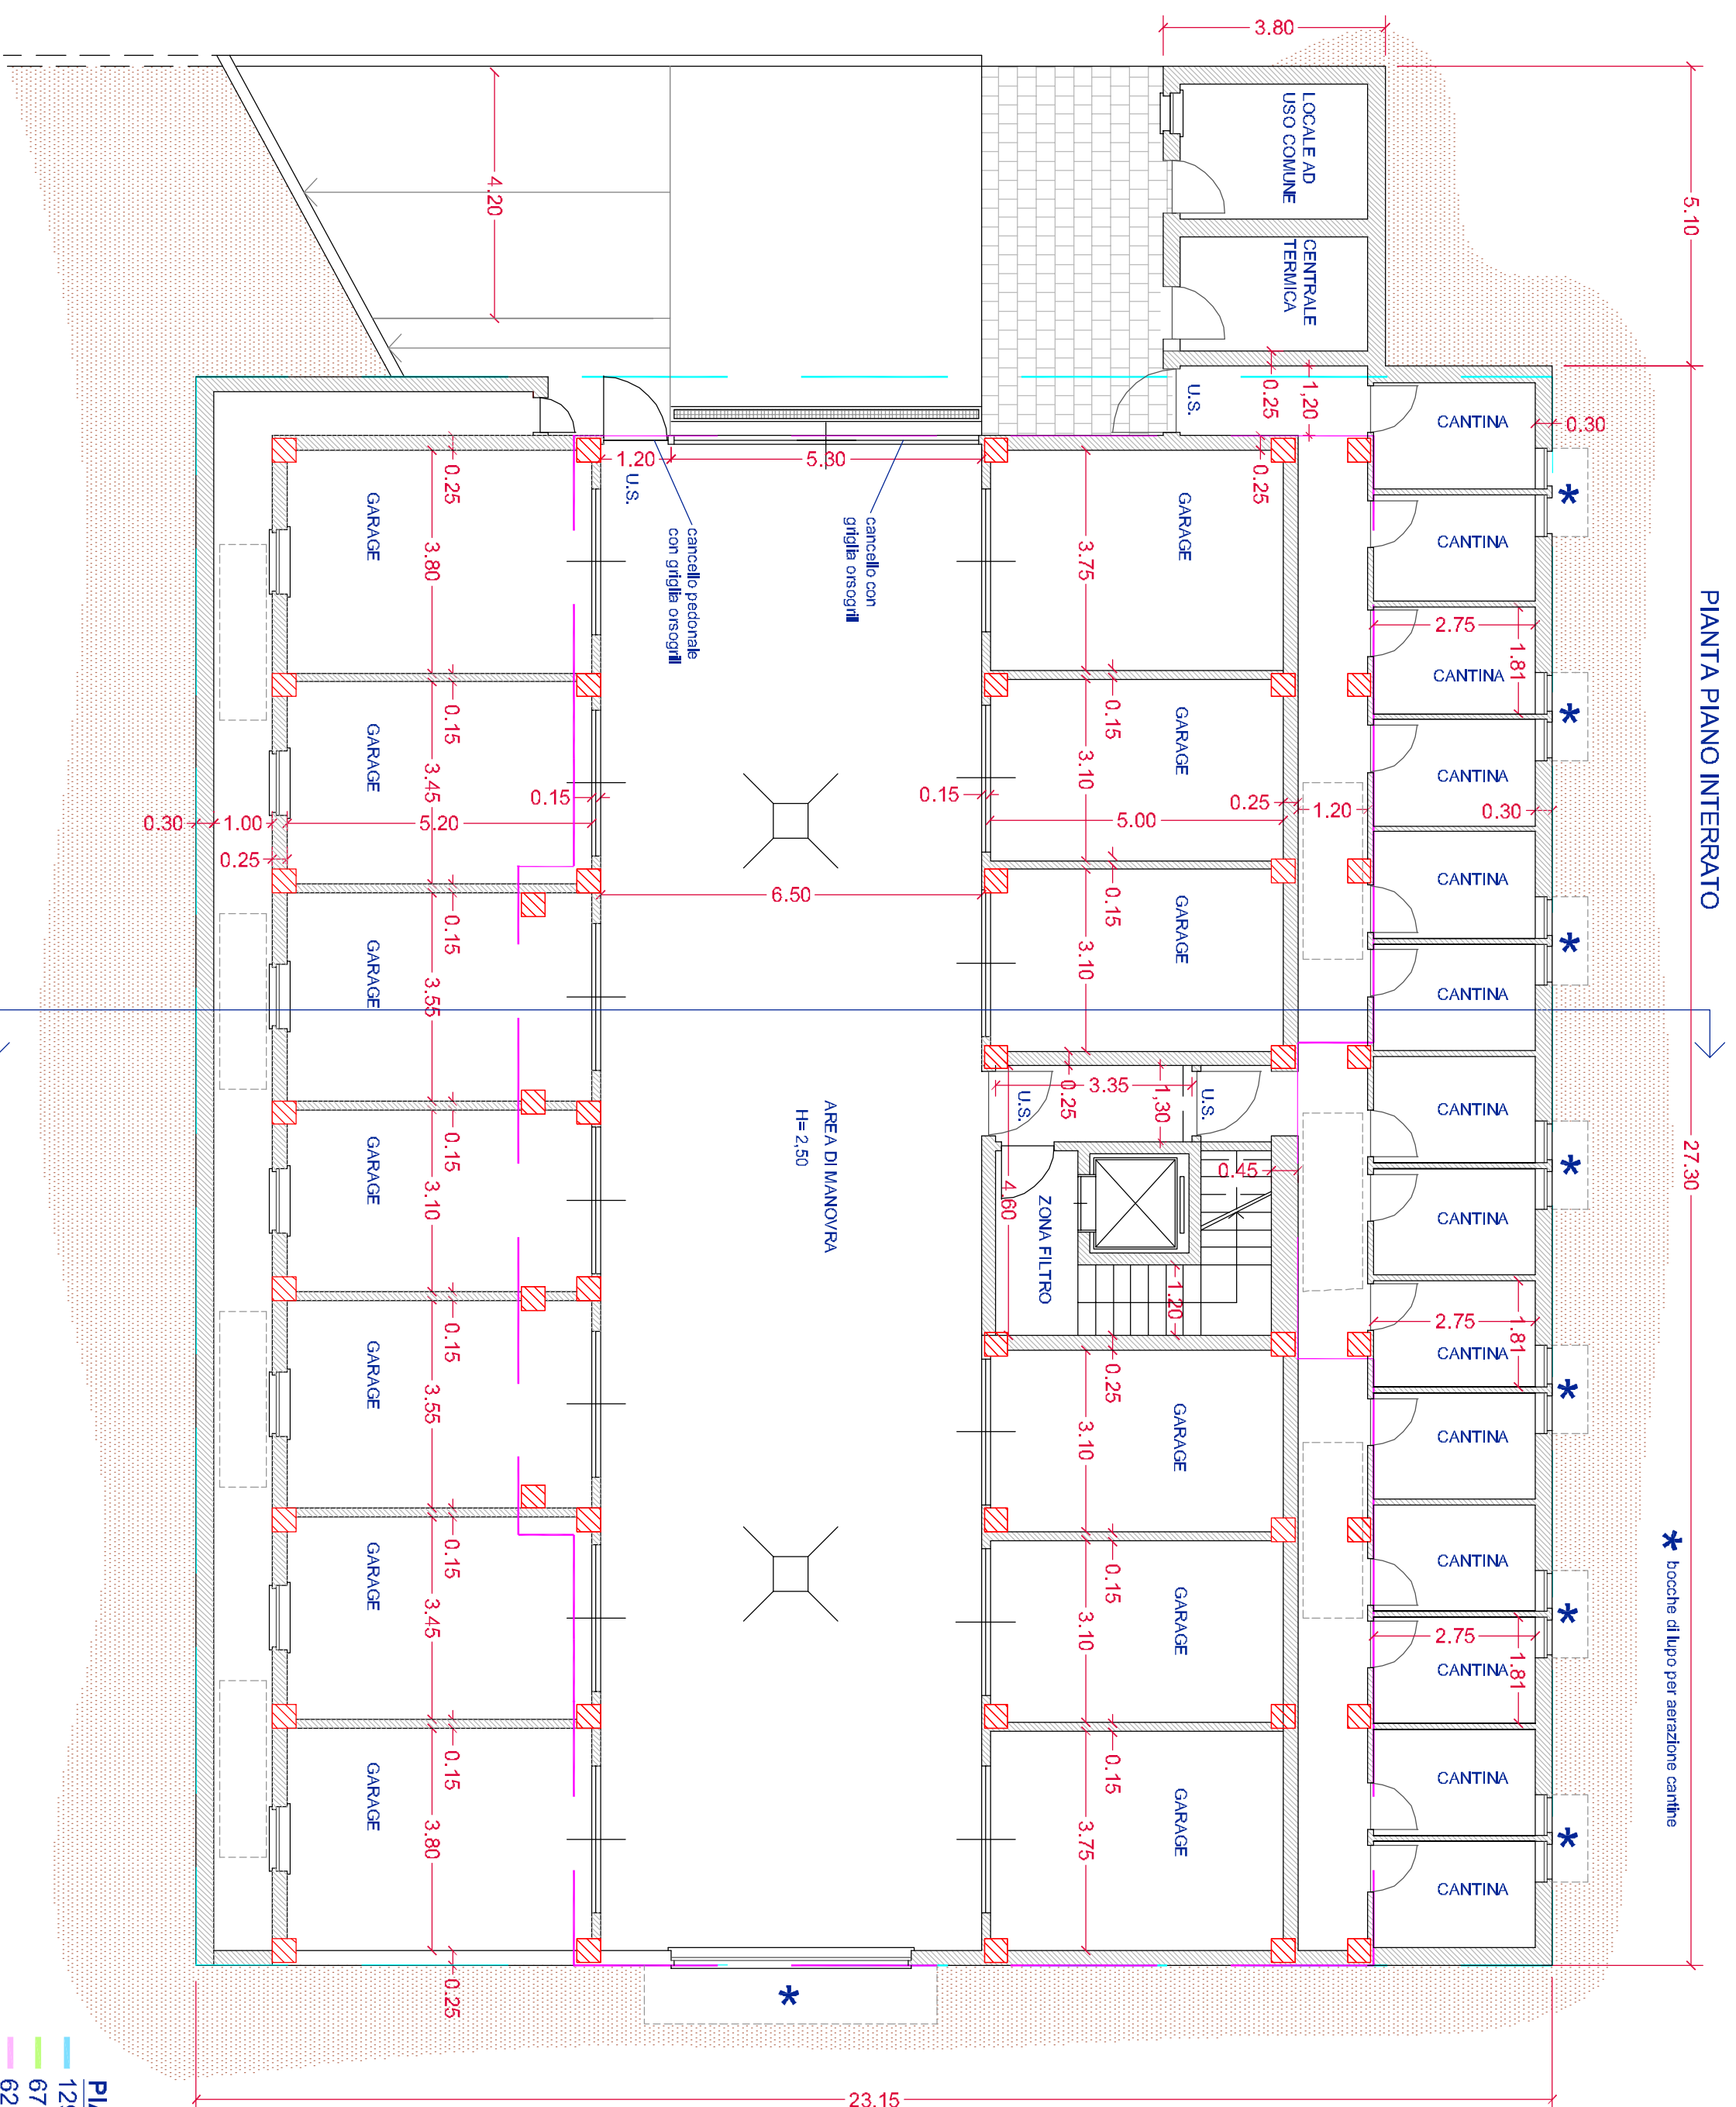 PIANTA PIANO INTERRATO
5.10
27.30
3.80
* bocche di lupo per aerazione cantine
*
*
*
*
*
*
*
0.30
CANTINA
CANTINA
2.75
1.81
CANTINA
CANTINA
0.30
CANTINA
CANTINA
CANTINA
CANTINA
2.75
1.81
CANTINA
CANTINA
CANTINA
2.75
1.81
CANTINA
CANTINA
CANTINA
LOCALE AD
USO COMUNE
CENTRALE
TERMICA
1,20
0.25
U.S.
0.25
0.25
1.20
0.45
GARAGE
3.75
GARAGE
0.15
3.10
5.00
0.15
GARAGE
0.15
3.10
U.S.
3.35
1,30
0.25
U.S.
4.60
ZONA FILTRO
1.20
GARAGE
0.25
3.10
GARAGE
0.15
3.10
GARAGE
0.15
3.75
4.20
1.20
5.30
U.S.
cancello con
griglia orsogrill
cancello pedonale
con griglia orsogrill
6.50
AREA DI MANOVRA
H= 2,50
*
GARAGE
0.25
3.80
GARAGE
0.15
3.45
0.15
0.30
1.00
5.20
0.25
GARAGE
0.15
3.55
GARAGE
0.15
3.10
GARAGE
0.15
3.55
GARAGE
0.15
3.45
GARAGE
0.15
3.80
0.25
23.15
PIA
129
67
62